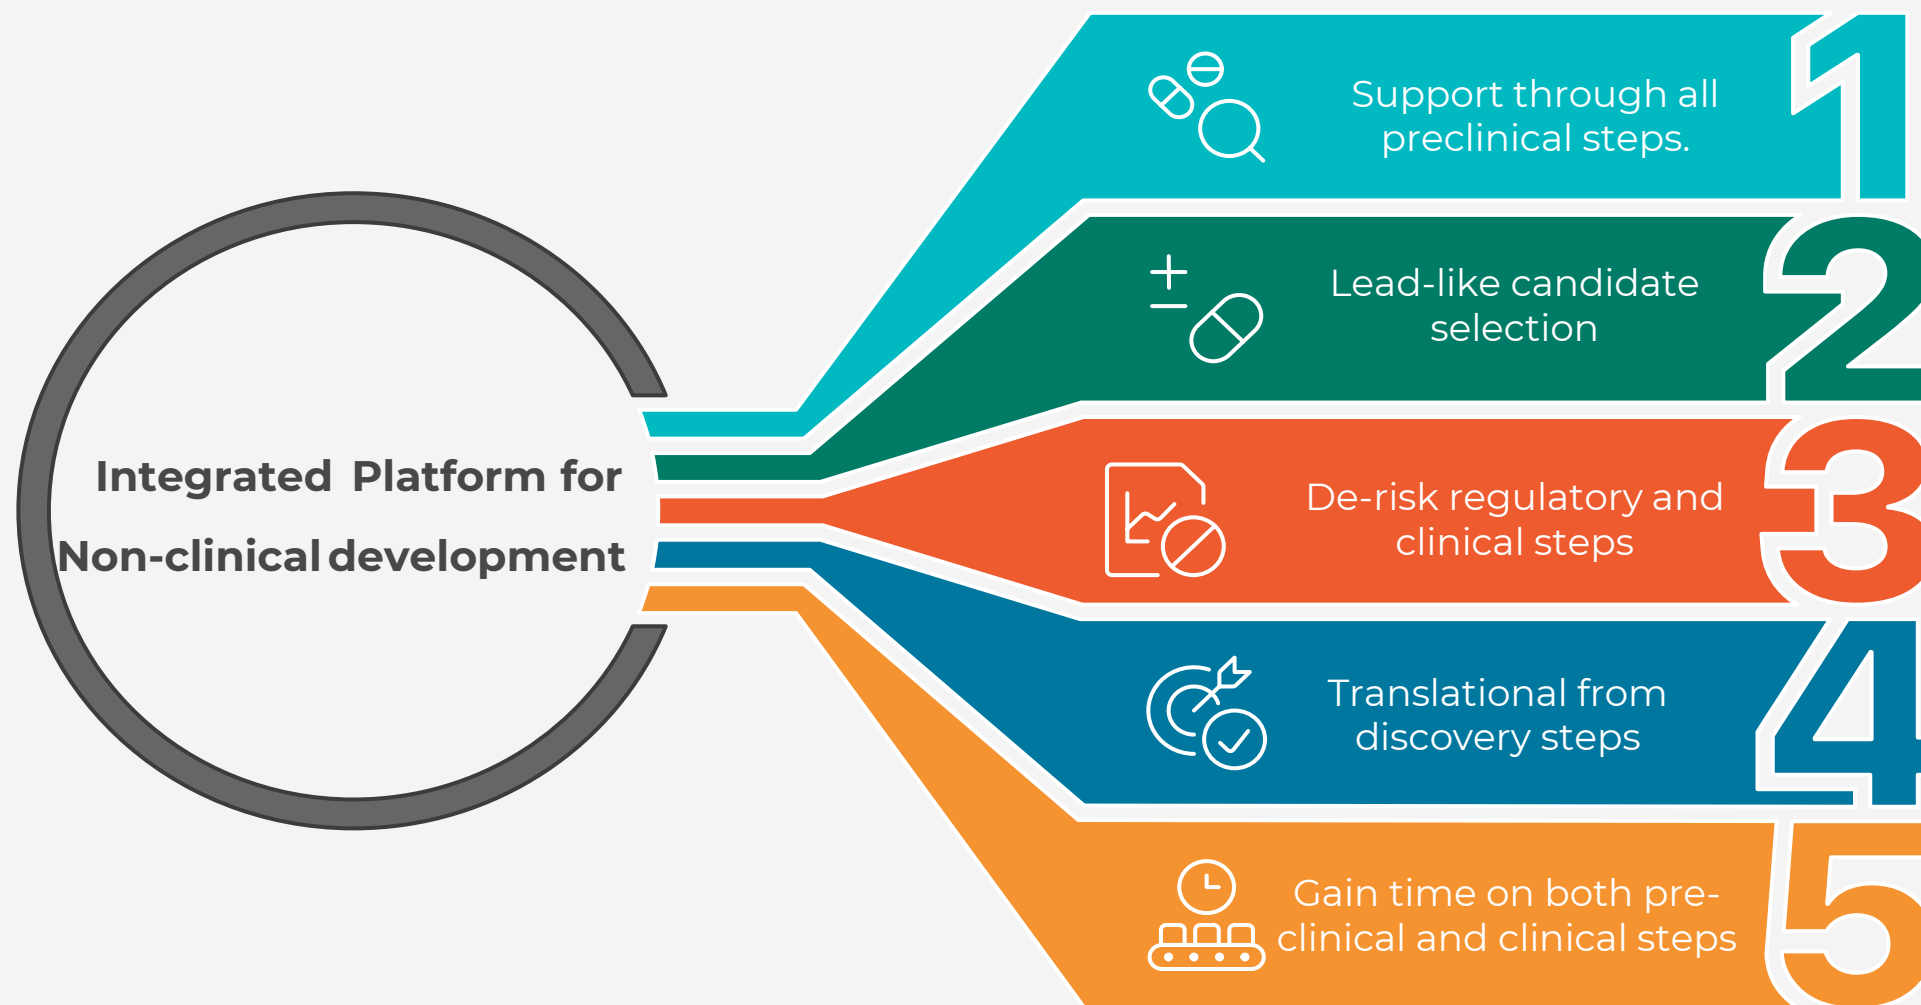 Integrated Platform for
Non-clinical development
Support through all
preclinical steps.
1
Lead-like candidate
selection
2
De-risk regulatory and
clinical steps
3
Translational from
discovery steps
4
Gain time on both pre-
clinical and clinical steps
5